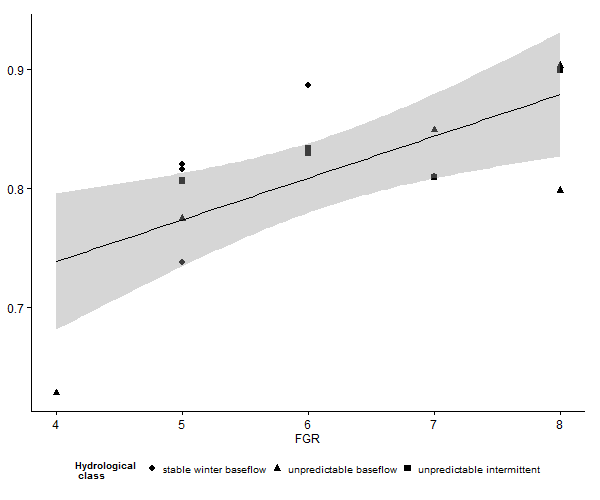 0.9
0.8
0.7
4 5 6 7 8
FGR
Hydrological class stable winter baseflow unpredictable baseflow unpredictable intermittent